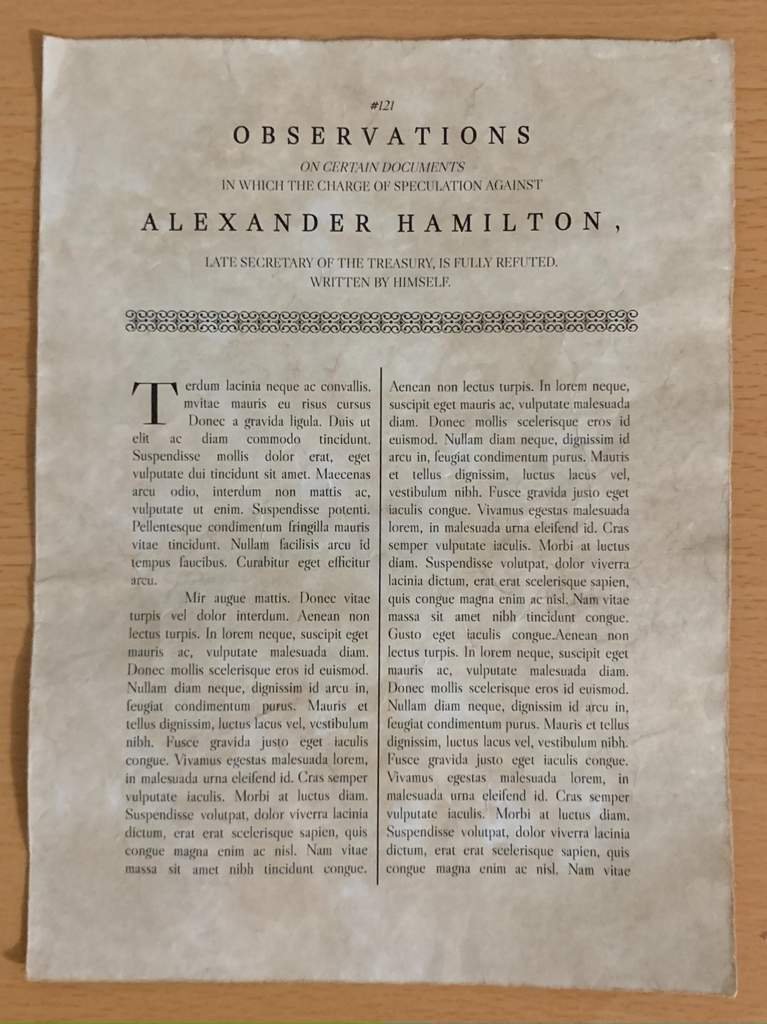 #121
OBSERVATIONS
ON CERTAIN DOCUMENTS
IN WHICH THE CHARGE OF SPECULATION AGAINST
ALEXANDER HAMILTON,
LATE SECRETARY OF THE TREASURY, IS FULLY REFUTED.
WRITTEN BY HIMSELF.
Terdum lacinia neque ac convallis.
mvitae mauris eu risus cursus
Donec a gravida ligula. Duis ut
elit ac diam commodo tincidunt.
Suspendisse mollis dolor erat, eget
vulputate dui tincidunt sit amet. Maecenas
arcu odio, interdum non mattis ac,
vulputate ut enim. Suspendisse potenti.
Pellentesque condimentum fringilla mauris
vitae tincidunt. Nullam facilisis arcu id
tempus faucibus. Curabitur eget efficitur
arcu.
Mir augue mattis. Donec vitae
turpis vel dolor interdum. Aenean non
lectus turpis. In lorem neque, suscipit eget
mauris ac, vulputate malesuada diam.
Donec mollis scelerisque eros id euismod.
Nullam diam neque, dignissim id arcu in,
feugiat condimentum purus. Mauris et
tellus dignissim, luctus lacus vel, vestibulum
nibh. Fusce gravida justo eget iaculis
congue. Vivamus egestas malesuada lorem,
in malesuada urna eleifend id. Cras semper
vulputate iaculis. Morbi at luctus diam.
Suspendisse volutpat, dolor viverra lacinia
dictum, erat erat scelerisque sapien, quis
congue magna enim ac nisl. Nam vitae
massa sit amet nibh tincidunt congue.
Aenean non lectus turpis. In lorem neque,
suscipit eget mauris ac, vulputate malesuada
diam. Donec mollis scelerisque eros id
euismod. Nullam diam neque, dignissim id
arcu in, feugiat condimentum purus. Mauris
et tellus dignissim, luctus lacus vel,
vestibulum nibh. Fusce gravida justo eget
iaculis congue. Vivamus egestas malesuada
lorem, in malesuada urna eleifend id. Cras
semper vulputate iaculis. Morbi at luctus
diam. Suspendisse volutpat, dolor viverra
lacinia dictum, erat erat scelerisque sapien,
quis congue magna enim ac nisl. Nam vitae
massa sit amet nibh tincidunt congue.
Gusto eget iaculis congue.Aenean non
lectus turpis. In lorem neque, suscipit eget
mauris ac, vulputate malesuada diam.
Donec mollis scelerisque eros id euismod.
Nullam diam neque, dignissim id arcu in,
feugiat condimentum purus. Mauris et tellus
dignissim, luctus lacus vel, vestibulum nibh.
Fusce gravida justo eget iaculis congue.
Vivamus egestas malesuada lorem, in
malesuada urna eleifend id. Cras semper
vulputate iaculis. Morbi at luctus diam.
Suspendisse volutpat, dolor viverra lacinia
dictum, erat erat scelerisque sapien, quis
congue magna enim ac nisl. Nam vitae